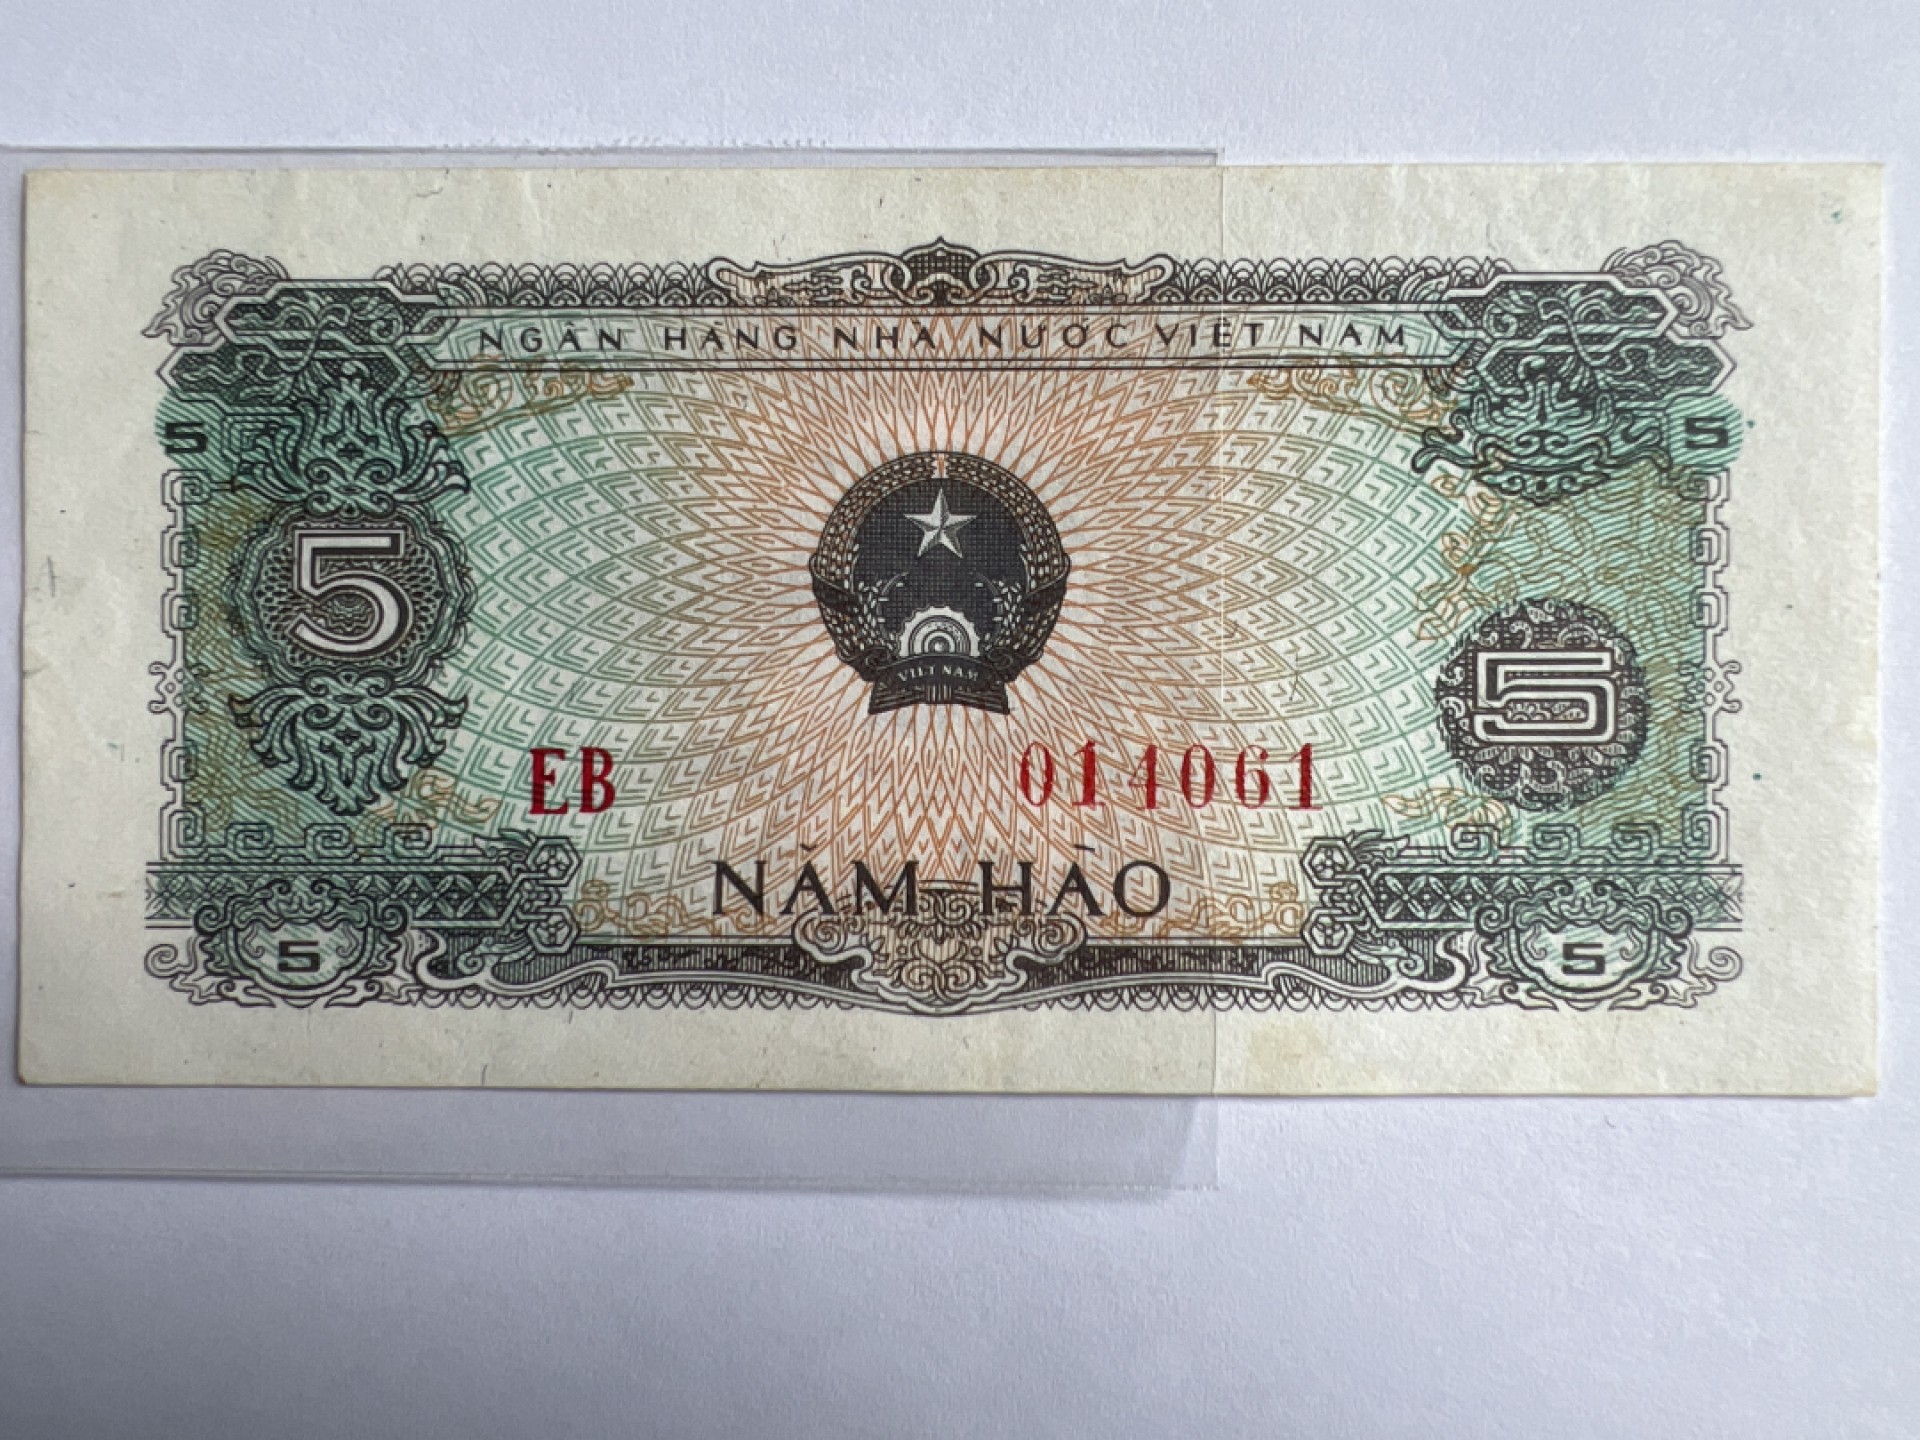 NGÂN HÀNG NHÀ NƯỚC VIỆT NAM
5 5
5
VIỆT NAM
5
EB 014061
NĂM HÀO
5 5